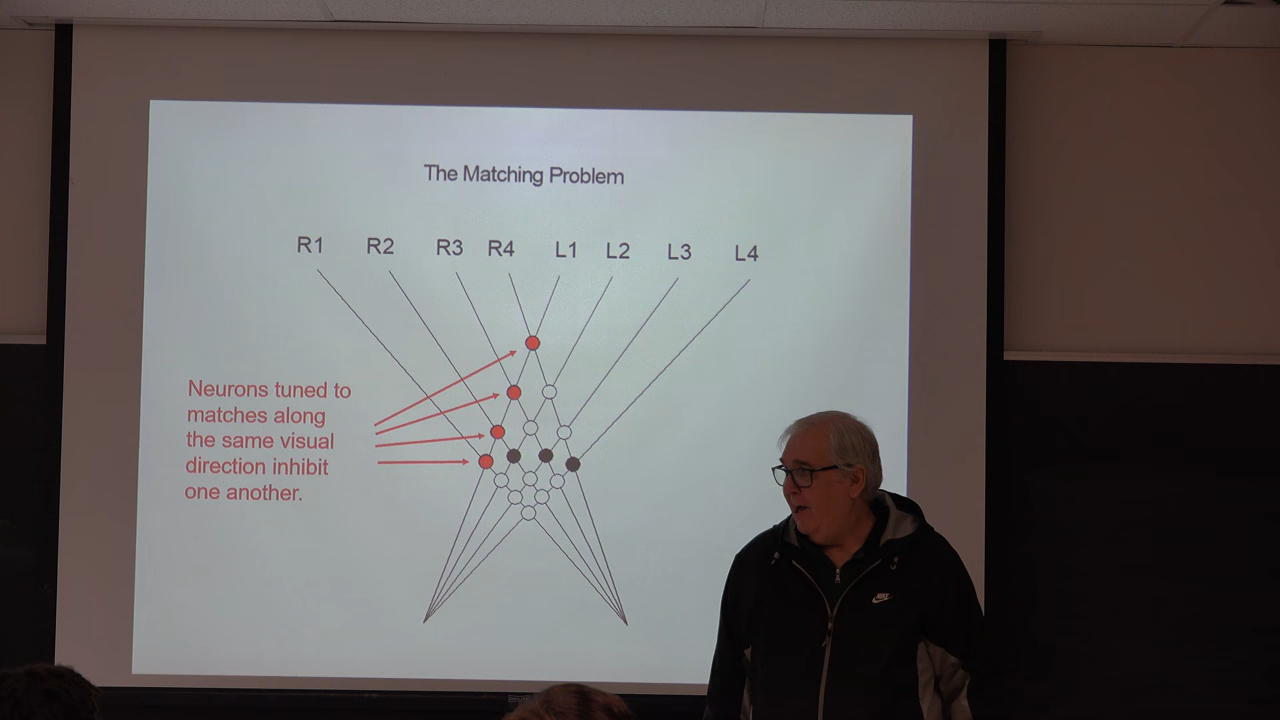 The Matching Problem
R1 R2 R3 R4 L1 L2 L3 L4
Neurons tuned to
matches along
the same visual
direction inhibit
one another.
NIKE